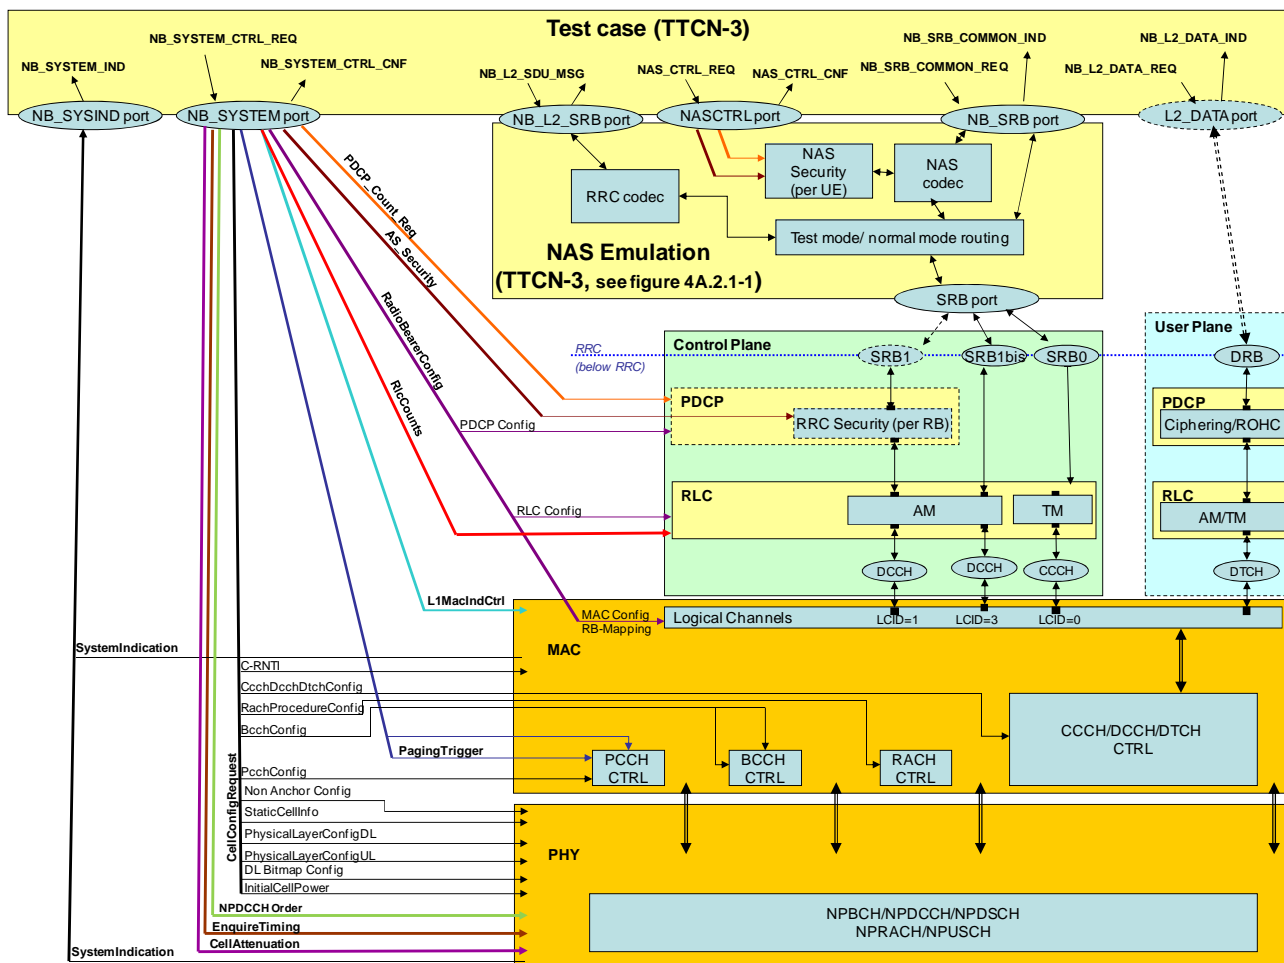 Test case (TTCN-3)
NB_SYSTEM_IND
NB_SYSTEM_CTRL_REQ
NB_SYSTEM_CTRL_CNF
NB_L2_SDU_MSG
NAS_CTRL_REQ
NAS_CTRL_CNF
NB_SRB_COMMON_REQ
NB_SRB_COMMON_IND
NB_L2_DATA_REQ
NB_L2_DATA_IND
NB_SYSIND port
NB_SYSTEM port
NB_L2_SRB port
NASCTRL port
NB_SRB port
L2_DATA port
NAS
Security
(per UE)
NAS
codec
RRC codec
Test mode/ normal mode routing
NAS Emulation
(TTCN-3, see figure 4A.2.1-1)
SRB port
PDCP_Count_Req
AS_Security
RadioBearerConfig
RlcCounts
Control Plane
User Plane
RRC
(below RRC)
SRB1
SRB1bis
SRB0
DRB
PDCP
RRC Security (per RB)
PDCP
Ciphering/ROHC
PDCP Config
RLC
AM
TM
RLC
AM/TM
RLC Config
DCCH
DCCH
CCCH
DTCH
L1MacIndCtrl
MAC Config
RB-Mapping
Logical Channels
LCID=1
LCID=3
LCID=0
MAC
SystemIndication
C-RNTI
CcchDcchDtchConfig
RachProcedureConfig
BcchConfig
PagingTrigger
PcchConfig
PCCH
CTRL
BCCH
CTRL
RACH
CTRL
CCCH/DCCH/DTCH
CTRL
CellConfigRequest
Non Anchor Config
StaticCellInfo
PhysicalLayerConfigDL
PhysicalLayerConfigUL
DL Bitmap Config
InitialCellPower
PHY
NPDCCH Order
EnquireTiming
CellAttenuation
SystemIndication
NPBCH/NPDCCH/NPDSCH
NPRACH/NPUSCH